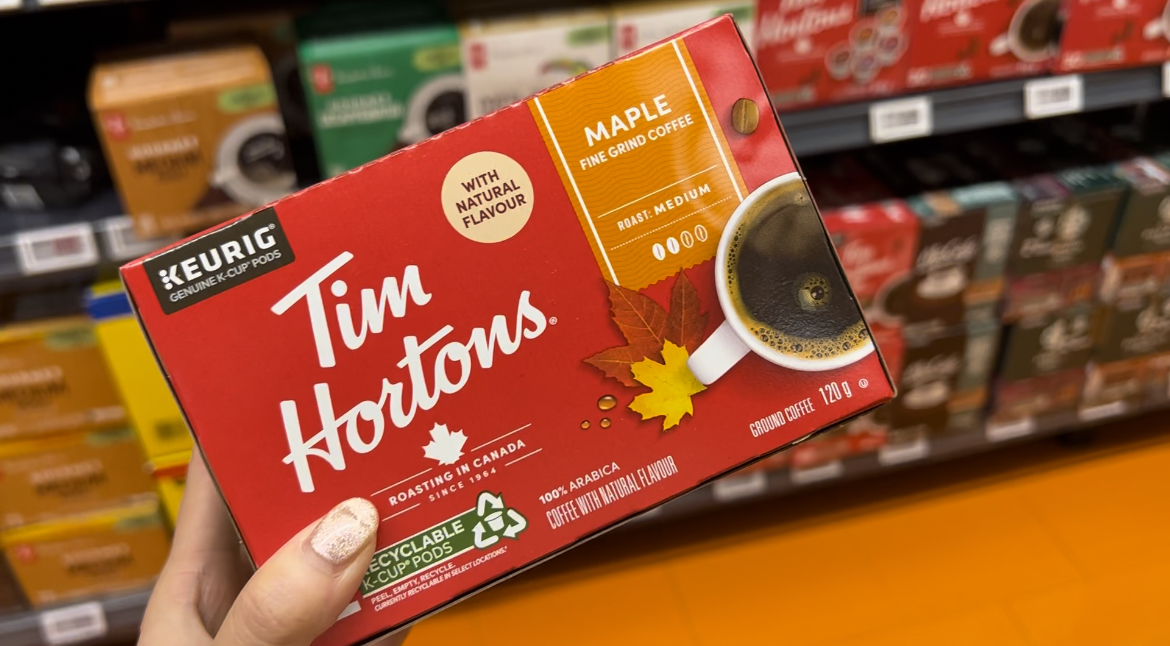 KEURIG®
GENUINE K-CUP® PODS
Tim
Hortons®
ROASTING IN CANADA
SINCE 1964
WITH
NATURAL
FLAVOUR
MAPLE
FINE GRIND COFFEE
ROAST: MEDIUM
RECYCLABLE
K-CUP® PODS
PEEL, EMPTY, RECYCLE.
CURRENTLY RECYCLABLE IN SELECT LOCATIONS.*
100% ARABICA
COFFEE WITH NATURAL FLAVOUR
GROUND COFFEE 120 g
Tim Hortons